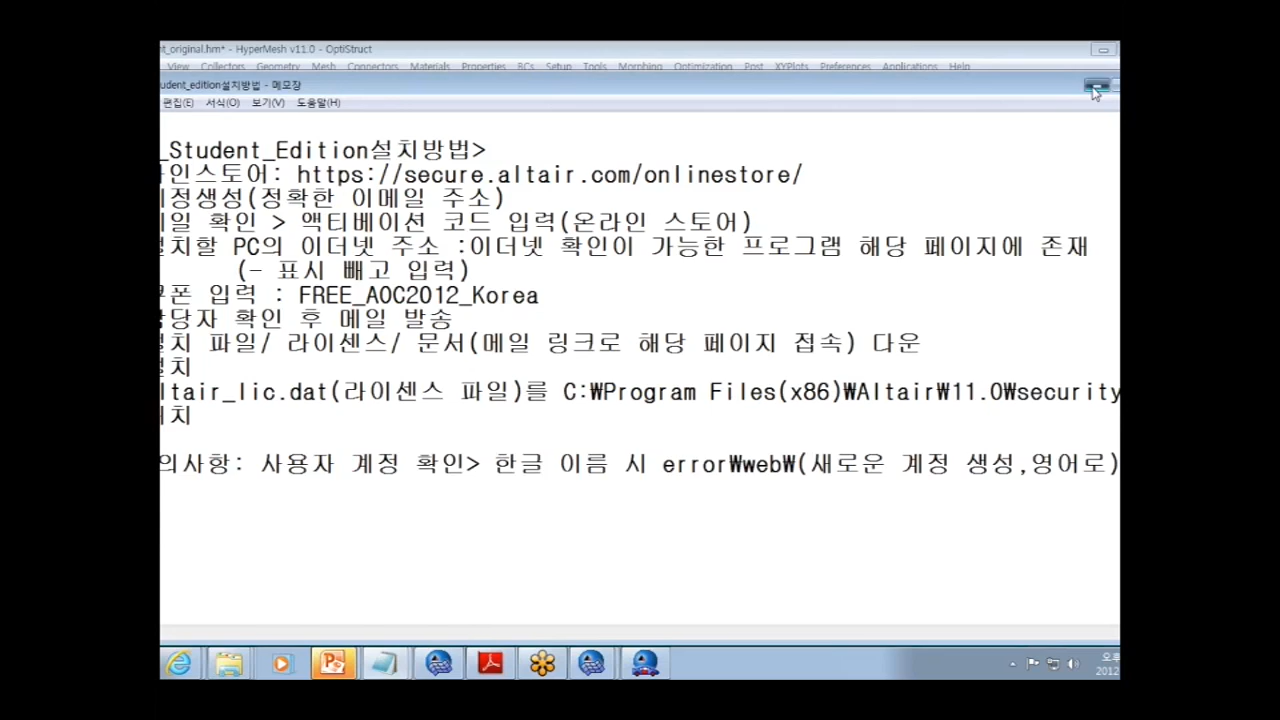 t_original.hm* - HyperMesh v11.0 - OptiStruct
View Collectors Geometry Mesh Connectors Materials Properties BCs Setup Tools Morphing Optimization Post XYPlots Preferences Applications Help
udent_edition설치방법 - 메모장
편집(E) 서식(O) 보기(V) 도움말(H)
_Student_Edition설치방법>
인스토어: https://secure.altair.com/onlinestore/
정생성(정확한 이메일 주소)
일 확인 > 액티베이션 코드 입력(온라인 스토어)
치할 PC의 이더넷 주소 :이더넷 확인이 가능한 프로그램 해당 페이지에 존재
(- 표시 빼고 입력)
폰 입력 : FREE_AOC2012_Korea
당자 확인 후 메일 발송
치 파일/ 라이센스/ 문서(메일 링크로 해당 페이지 접속) 다운
치
ltair_lic.dat(라이센스 파일)를 C:₩Program Files(x86)₩Altair₩11.0₩security
치
의사항: 사용자 계정 확인> 한글 이름 시 error₩web₩(새로운 계정 생성,영어로)
오후
2012